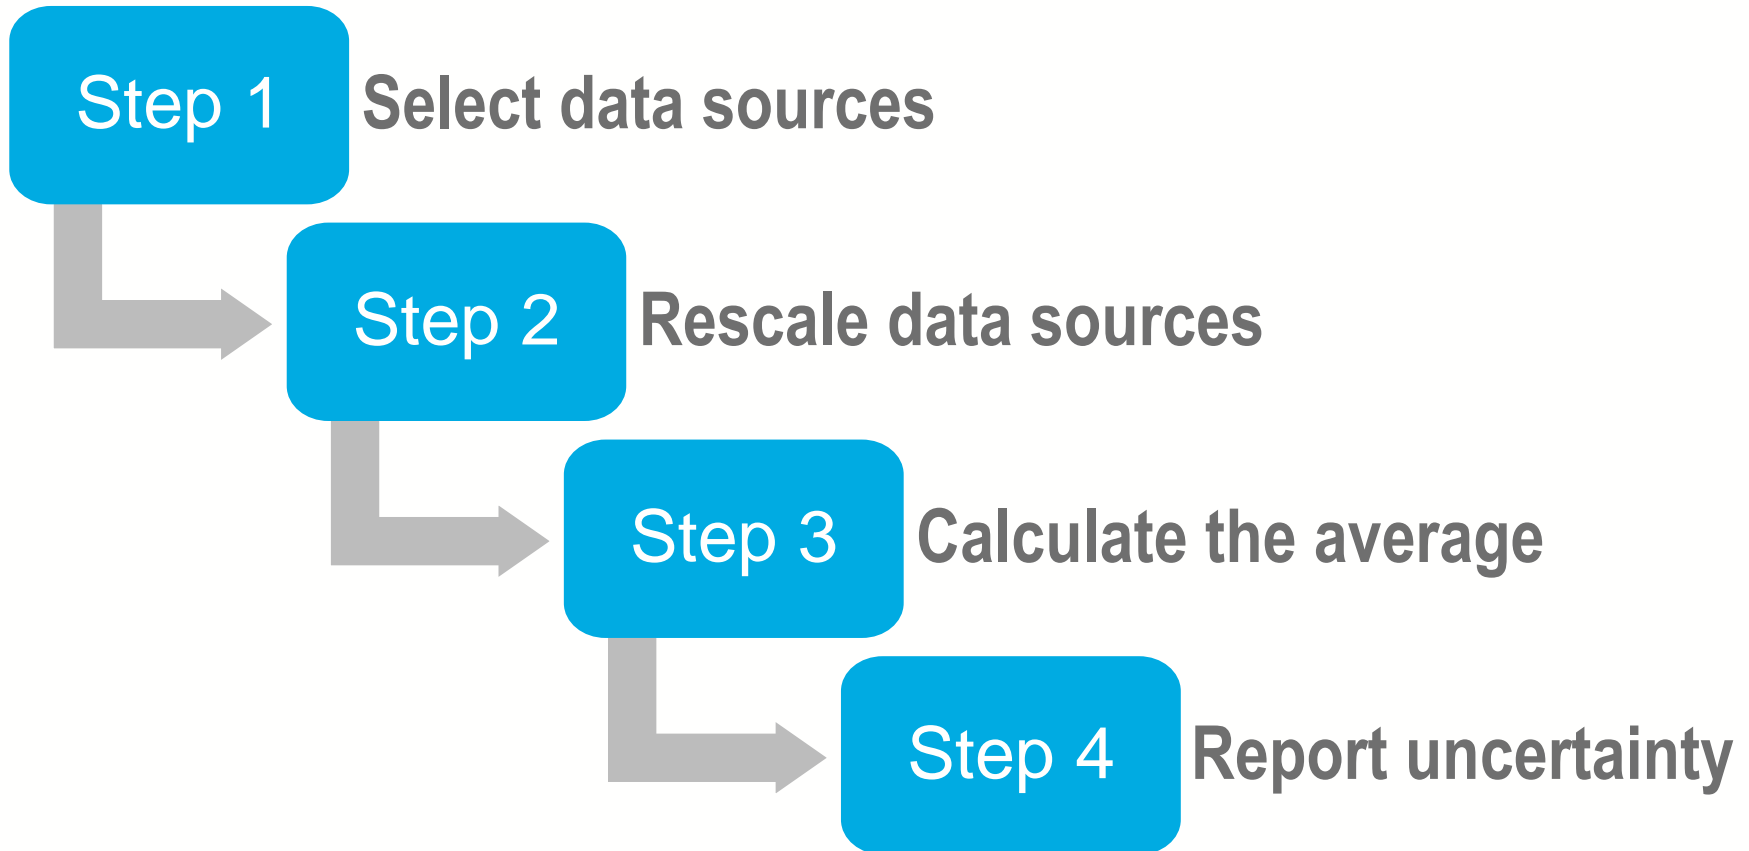 Step 1 Select data sources
Step 2 Rescale data sources
Step 3 Calculate the average
Step 4 Report uncertainty